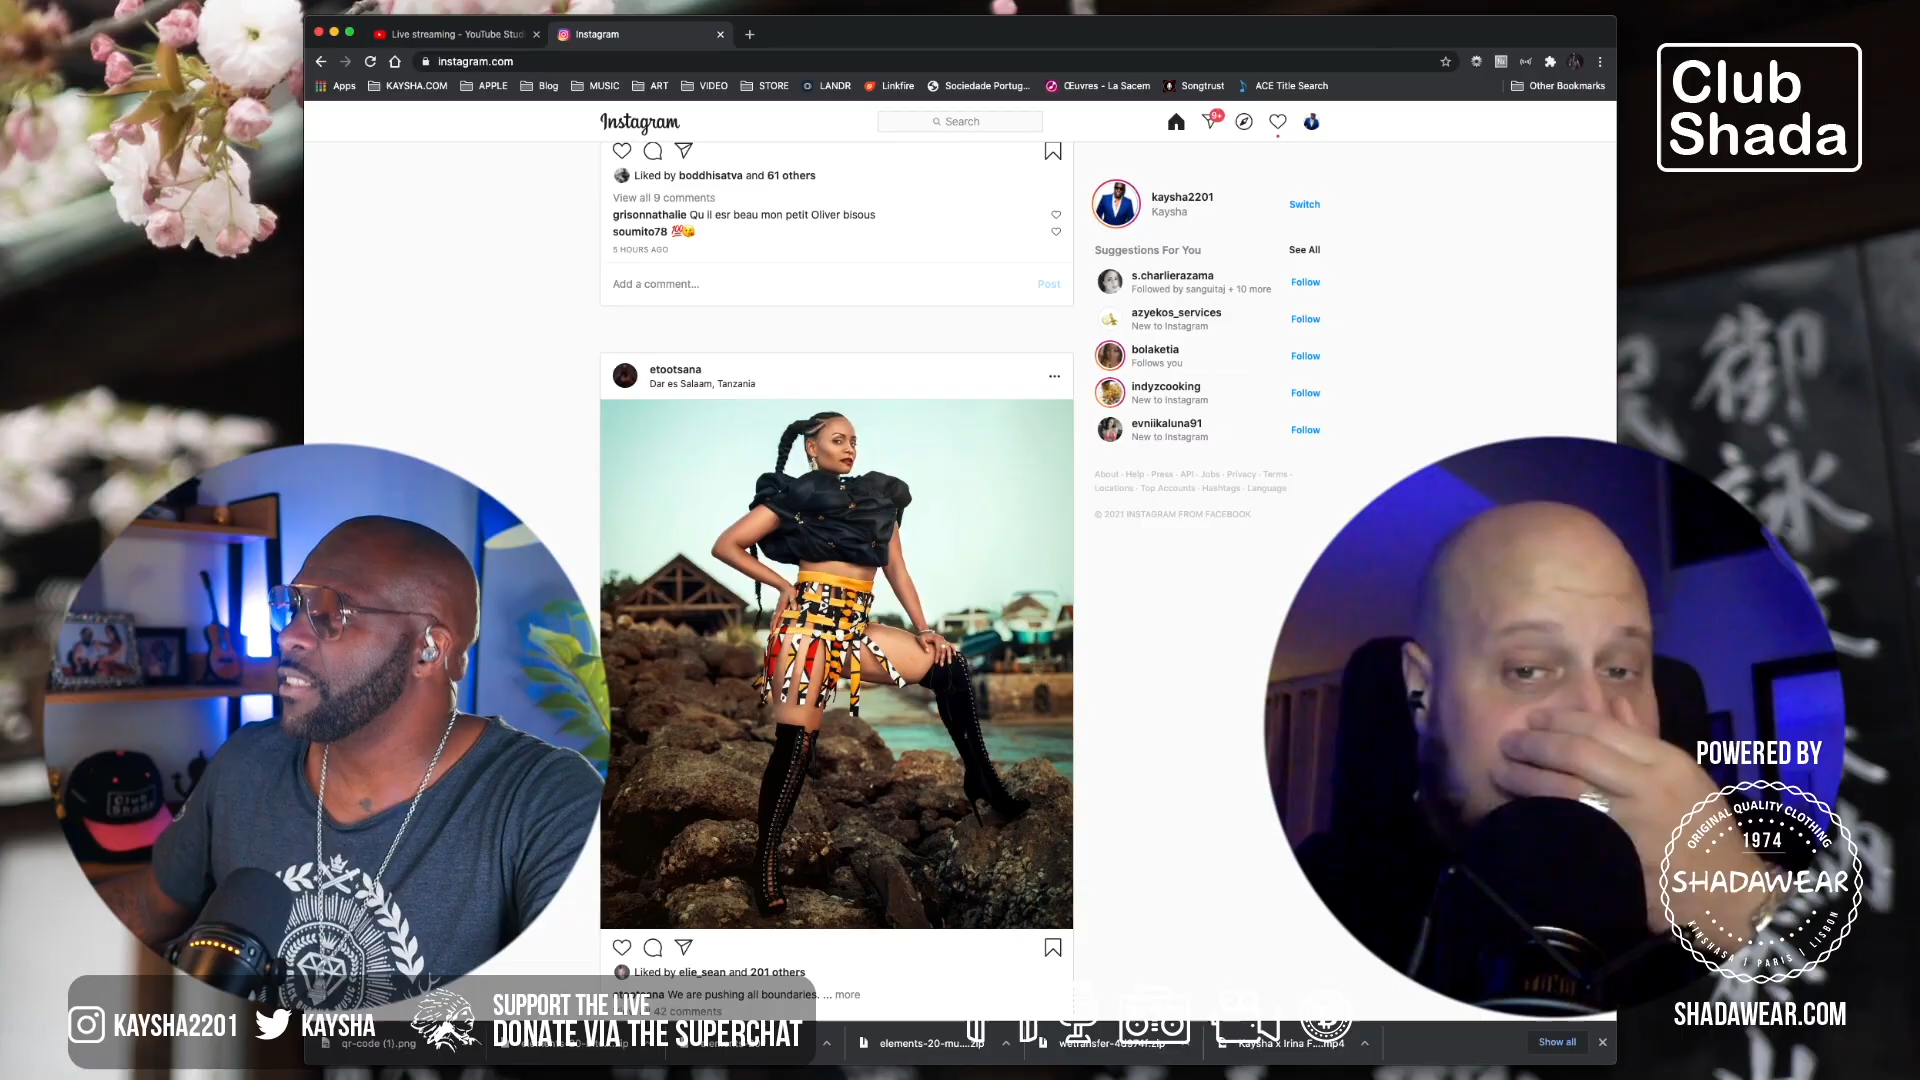 Live streaming - YouTube Stud
Instagram
instagram.com
Apps KAYSHA.COM APPLE Blog MUSIC ART VIDEO STORE LANDR Linkfire Sociedade Portug... Œuvres - La Sacem Songtrust ACE Title Search Other Bookmarks
Instagram
Search
9+
Club
Shada
Liked by boddhisatva and 61 others
View all 9 comments
grisonnathalie Qu il esr beau mon petit Oliver bisous
soumito78 💯😘
5 HOURS AGO
Add a comment...
Post
kaysha2201
Kaysha
Switch
Suggestions For You
See All
s.charlierazama
Followed by sanguitaj + 10 more
Follow
azyekos_services
New to Instagram
Follow
bolaketia
Follows you
Follow
indyzcooking
New to Instagram
Follow
evniikaluna91
New to Instagram
Follow
About · Help · Press · API · Jobs · Privacy · Terms ·
Locations · Top Accounts · Hashtags · Language
© 2021 INSTAGRAM FROM FACEBOOK
etootsana
Dar es Salaam, Tanzania
Liked by elie_sean and 201 others
etootsana We are pushing all boundaries. ... more
42 comments
Club
Shada
POWERED BY
ORIGINAL QUALITY CLOTHING
1974
SHADAWEAR
KINSHASA | PARIS | LISBON
SHADAWEAR.COM
KAYSHA2201
KAYSHA
SUPPORT THE LIVE
DONATE VIA THE SUPERCHAT
qr-code (1).png
elements-20-mu....zip
wetransfer-4d974f.zip
Kaysha x Irina F....mp4
Show all